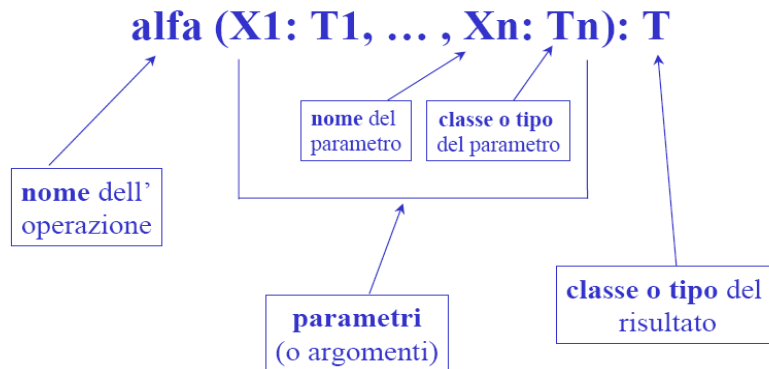 alfa (X1: T1, ... , Xn: Tn): T
nome del
parametro
classe o tipo
del parametro
nome dell'
operazione
parametri
(o argomenti)
classe o tipo del
risultato